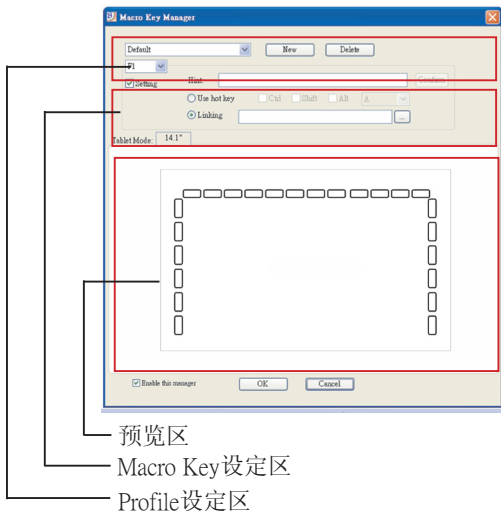 Macro Key Manager
Default New Delete
F1
Setting Hint: Confirm
Use hot key Ctrl Shift Alt A
Linking ...
Tablet Mode: 14.1"
Enable this manager OK Cancel
预览区
Macro Key设定区
Profile设定区